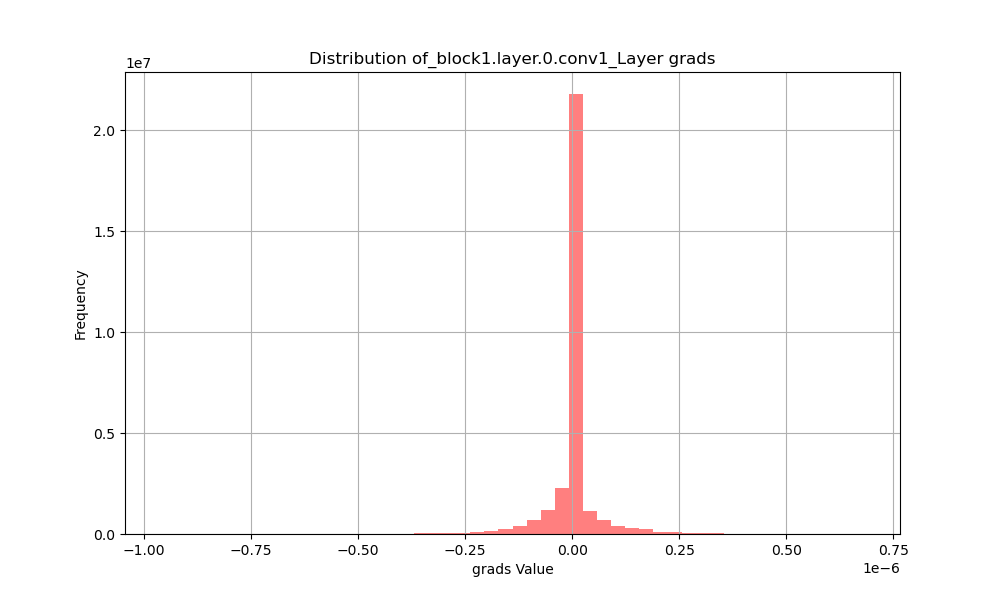 Distribution of_block1.layer.0.conv1_Layer grads
1e7
2.0
1.5
1.0
0.5
0.0
Frequency
−1.00 −0.75 −0.50 −0.25 0.00 0.25 0.50 0.75
1e−6
grads Value